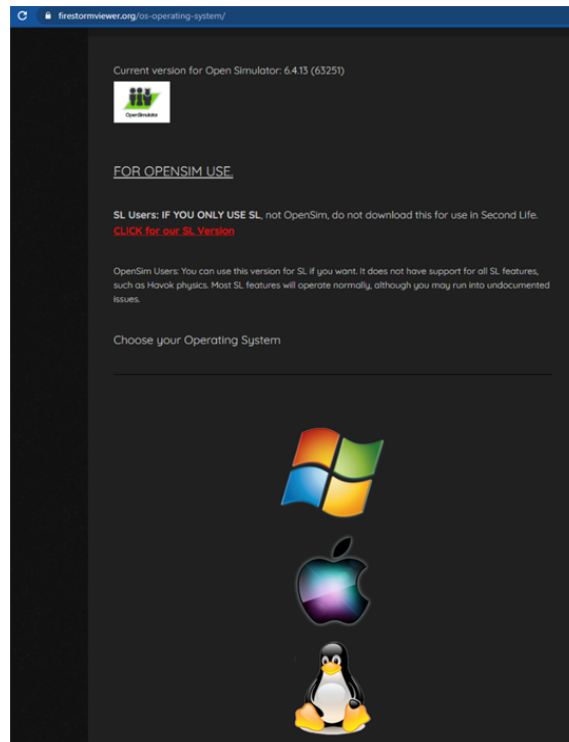 firestormviewer.org/os-operating-system/
Current version for Open Simulator: 6.4.13 (63251)
OpenSimulator
FOR OPENSIM USE.
SL Users: IF YOU ONLY USE SL, not OpenSim, do not download this for use in Second Life.
CLICK for our SL Version
OpenSim Users: You can use this version for SL if you want. It does not have support for all SL features,
such as Havok physics. Most SL features will operate normally, although you may run into undocumented
issues.
Choose your Operating System